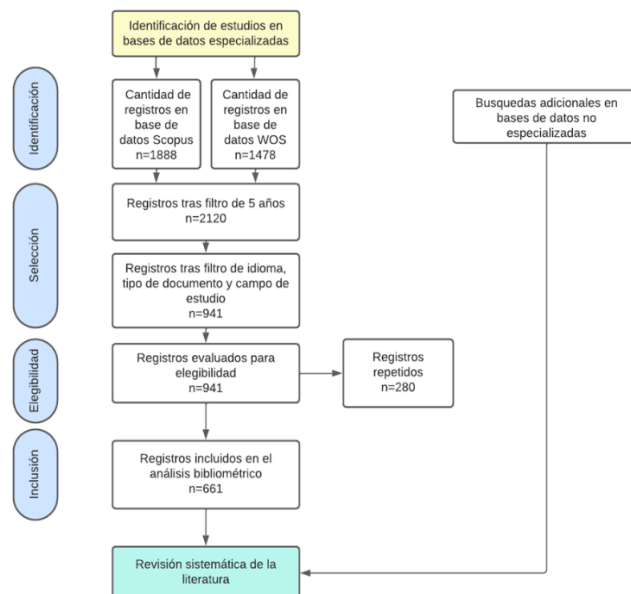 Identificación de estudios en
bases de datos especializadas
Identificación
Cantidad de
registros en
base de
datos Scopus
n=1888
Cantidad de
registros en
base de
datos WOS
n=1478
Busquedas adicionales en
bases de datos no
especializadas
Selección
Registros tras filtro de 5 años
n=2120
Registros tras filtro de idioma,
tipo de documento y campo de
estudio
n=941
Elegibilidad
Registros evaluados para
elegibilidad
n=941
Registros
repetidos
n=280
Inclusión
Registros incluidos en el
análisis bibliométrico
n=661
Revisión sistemática de la
literatura